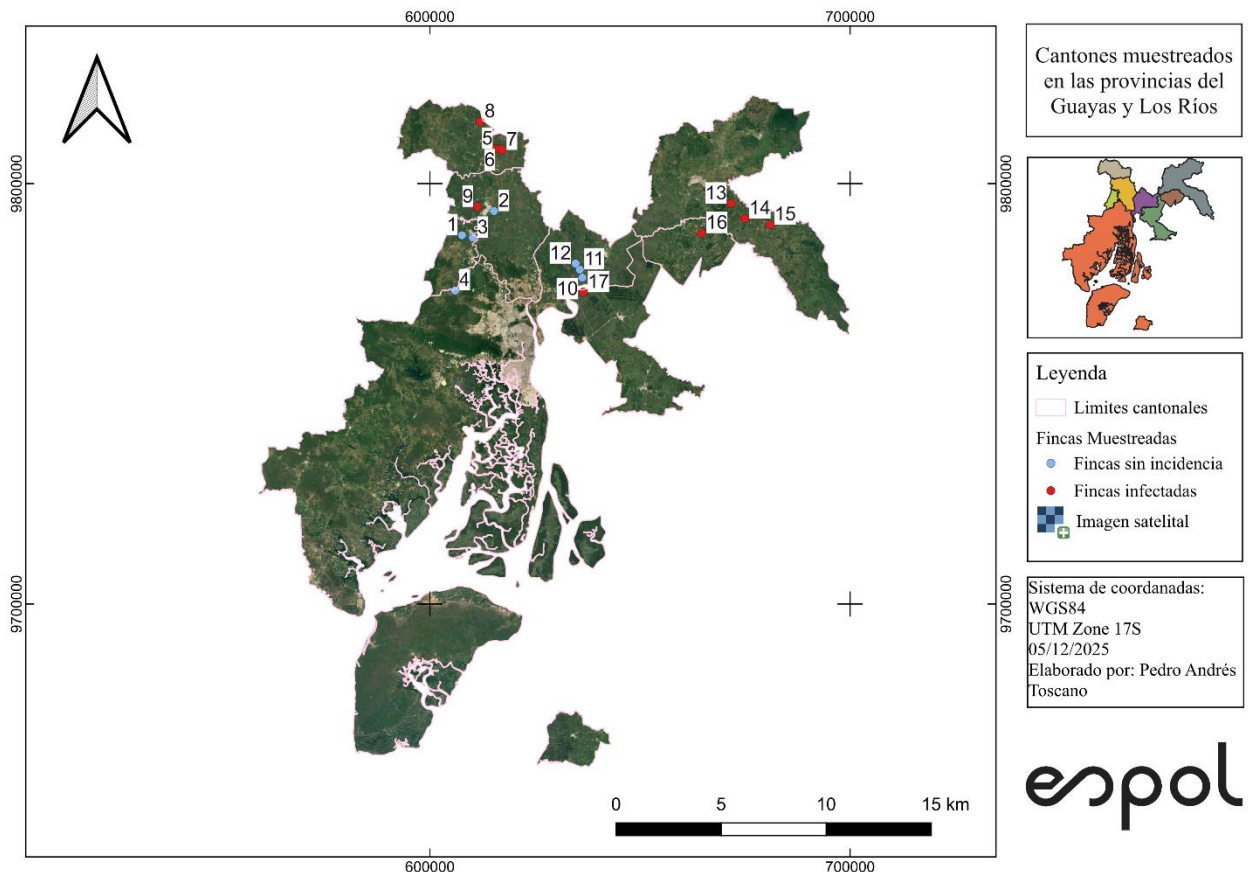 600000
700000
Cantones muestreados
en las provincias del
Guayas y Los Ríos
8
5
7
6
9800000
9800000
9
2
1
3
13
14
15
16
12
11
4
10
17
Leyenda
Limites cantonales
Fincas Muestreadas
Fincas sin incidencia
Fincas infectadas
Imagen satelital
9700000
9700000
Sistema de coordanadas:
WGS84
UTM Zone 17S
05/12/2025
Elaborado por: Pedro Andrés
Toscano
0
5
10
15 km
espol
600000
700000